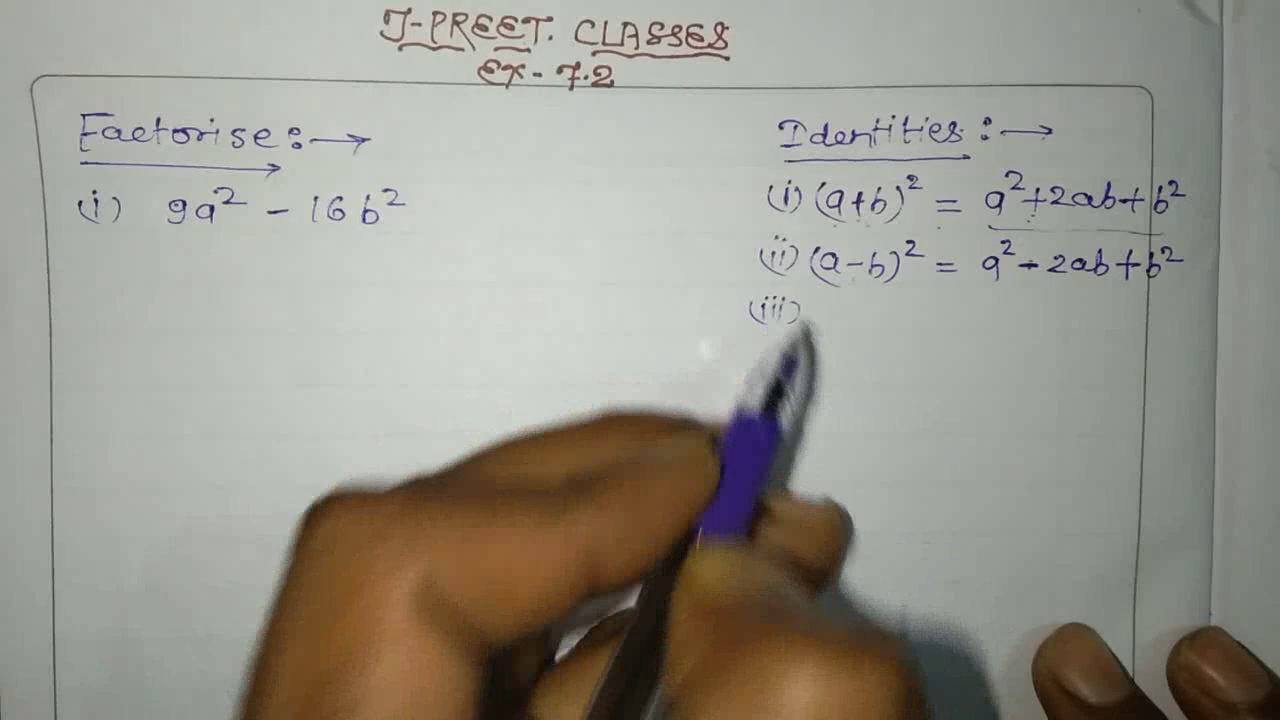 J-PREET. CLASSES
EX- 7.2
Factorise :→
(i) 9a² - 16b²
Identities :→
(i) (a+b)² = a²+2ab+b²
(ii) (a-b)² = a²-2ab+b²
(iii)